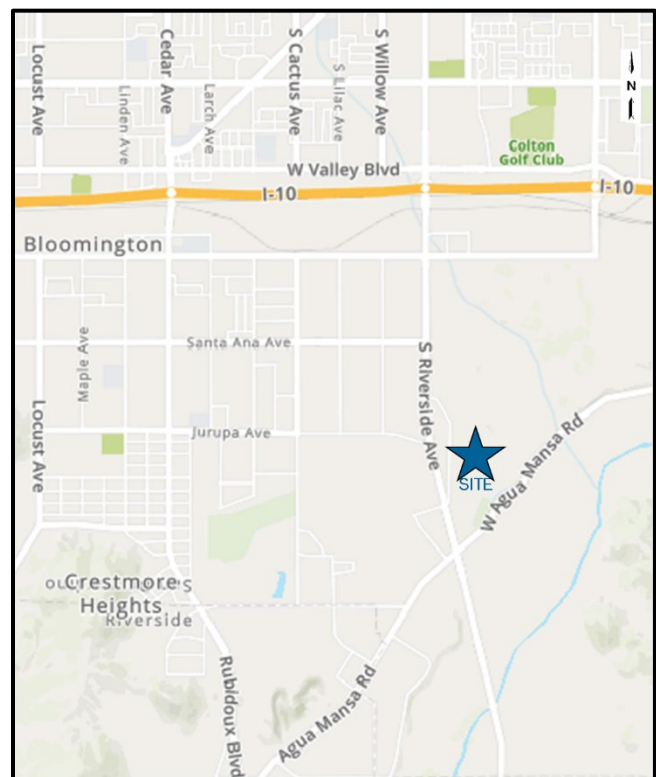 Locust Ave
Cedar Ave
S Cactus Ave
S Willow Ave
Linden Ave
Larch Ave
S Lilac Ave
N
Colton
Golf Club
W Valley Blvd
I-10
I-10
Bloomington
Maple Ave
Santa Ana Ave
S Riverside Ave
Locust Ave
Jurupa Ave
SITE
W Agua Mansa Rd
Crestmore
Heights
Riverside
Rubidoux Blvd
Agua Mansa Rd